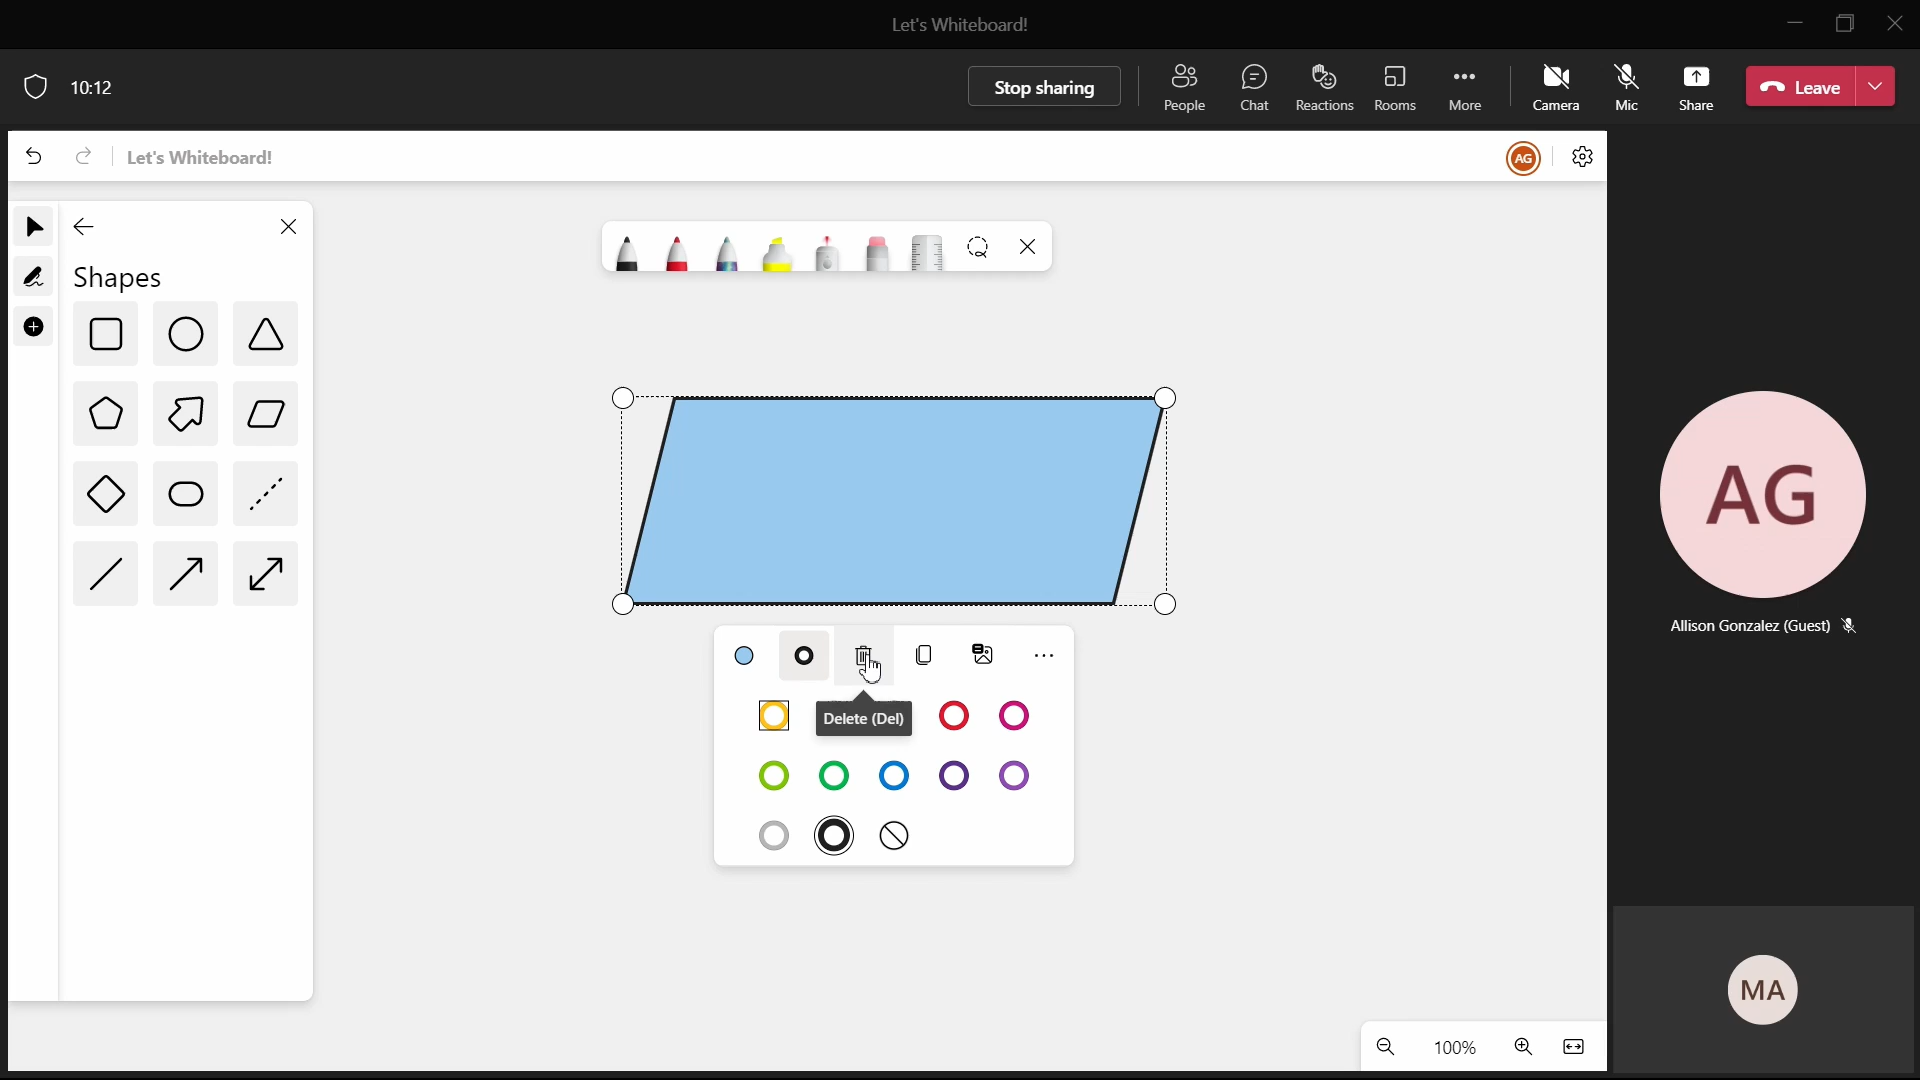 Let's Whiteboard!
10:12
Stop sharing
People
Chat
Reactions
Rooms
More
Camera
Mic
Share
Leave
Let's Whiteboard!
AG
Shapes
AG
Allison Gonzalez (Guest)
Delete (Del)
MA
100%